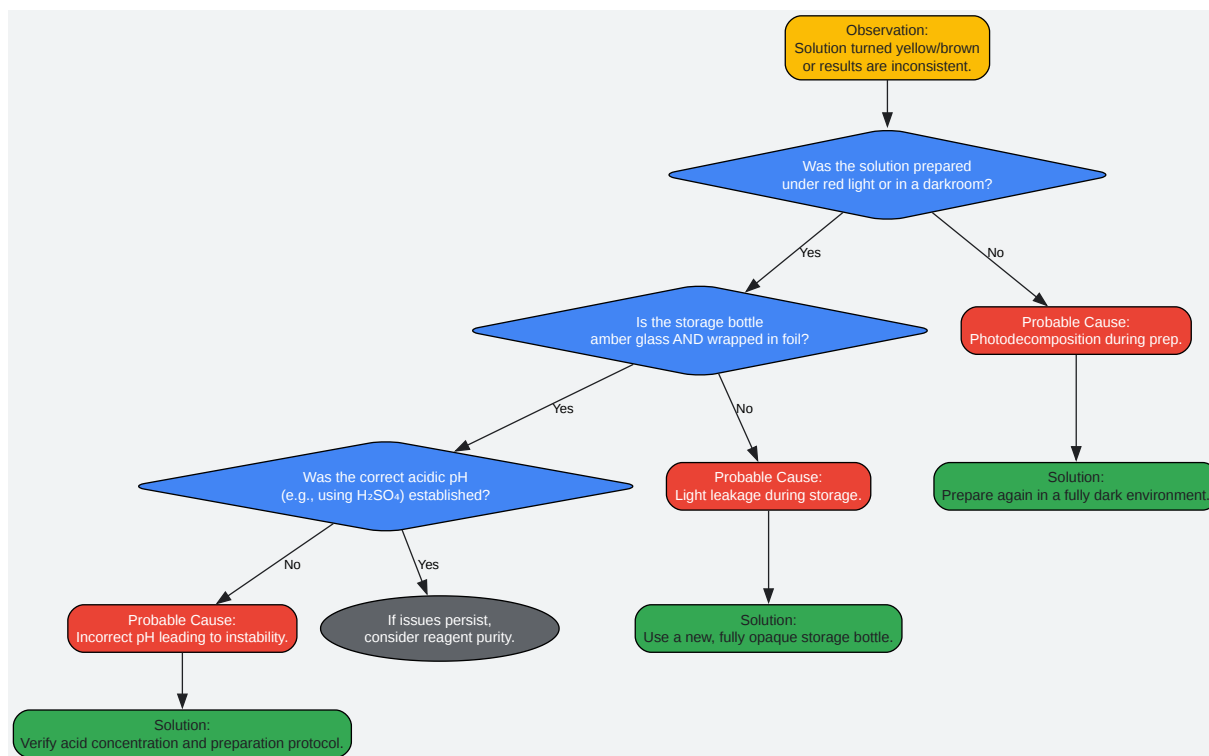 Observation:
Solution turned yellow/brown
or results are inconsistent.
Was the solution prepared
under red light or in a darkroom?
Yes
No
Is the storage bottle
amber glass AND wrapped in foil?
Probable Cause:
Photodecomposition during prep.
Yes
No
Was the correct acidic pH
(e.g., using H₂SO₄) established?
Probable Cause:
Light leakage during storage.
Solution:
Prepare again in a fully dark environment.
No
Yes
Probable Cause:
Incorrect pH leading to instability.
If issues persist,
consider reagent purity.
Solution:
Use a new, fully opaque storage bottle.
Solution:
Verify acid concentration and preparation protocol.